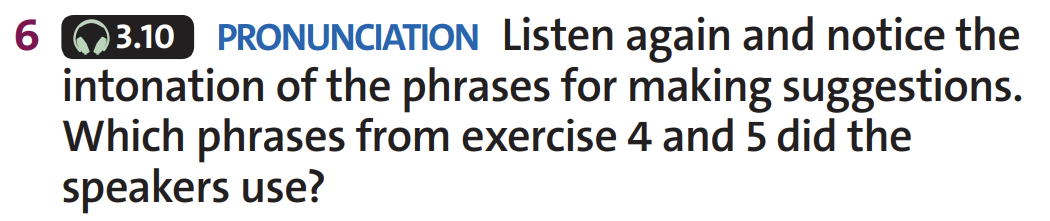 6 3.10 PRONUNCIATION Listen again and notice the
intonation of the phrases for making suggestions.
Which phrases from exercise 4 and 5 did the
speakers use?